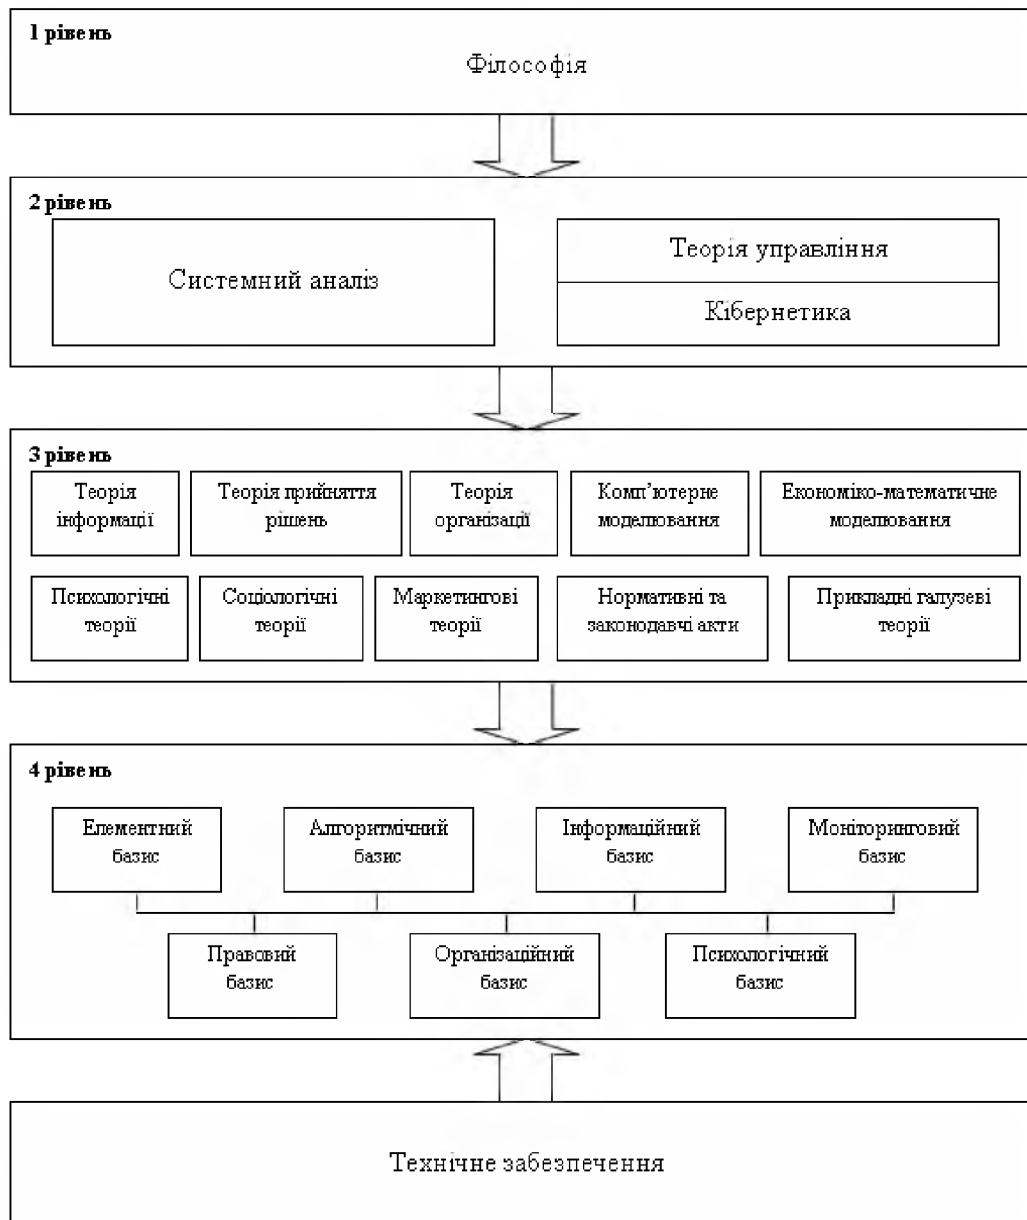 1 рівень
Філософія
2 рівень
Системний аналіз
Теорія управління
Кібернетика
3 рівень
Теорія
інформації
Теорія прийняття
рішень
Теорія
організації
Комп’ютерне
моделювання
Економіко-математичне
моделювання
Психологічні
теорії
Соціологічні
теорії
Маркетингові
теорії
Нормативні та
законодавчі акти
Прикладні галузеві
теорії
4 рівень
Елементний
базис
Алгоритмічний
базис
Інформаційний
базис
Моніторинговий
базис
Правовий
базис
Організаційний
базис
Психологічний
базис
Технічне забезпечення